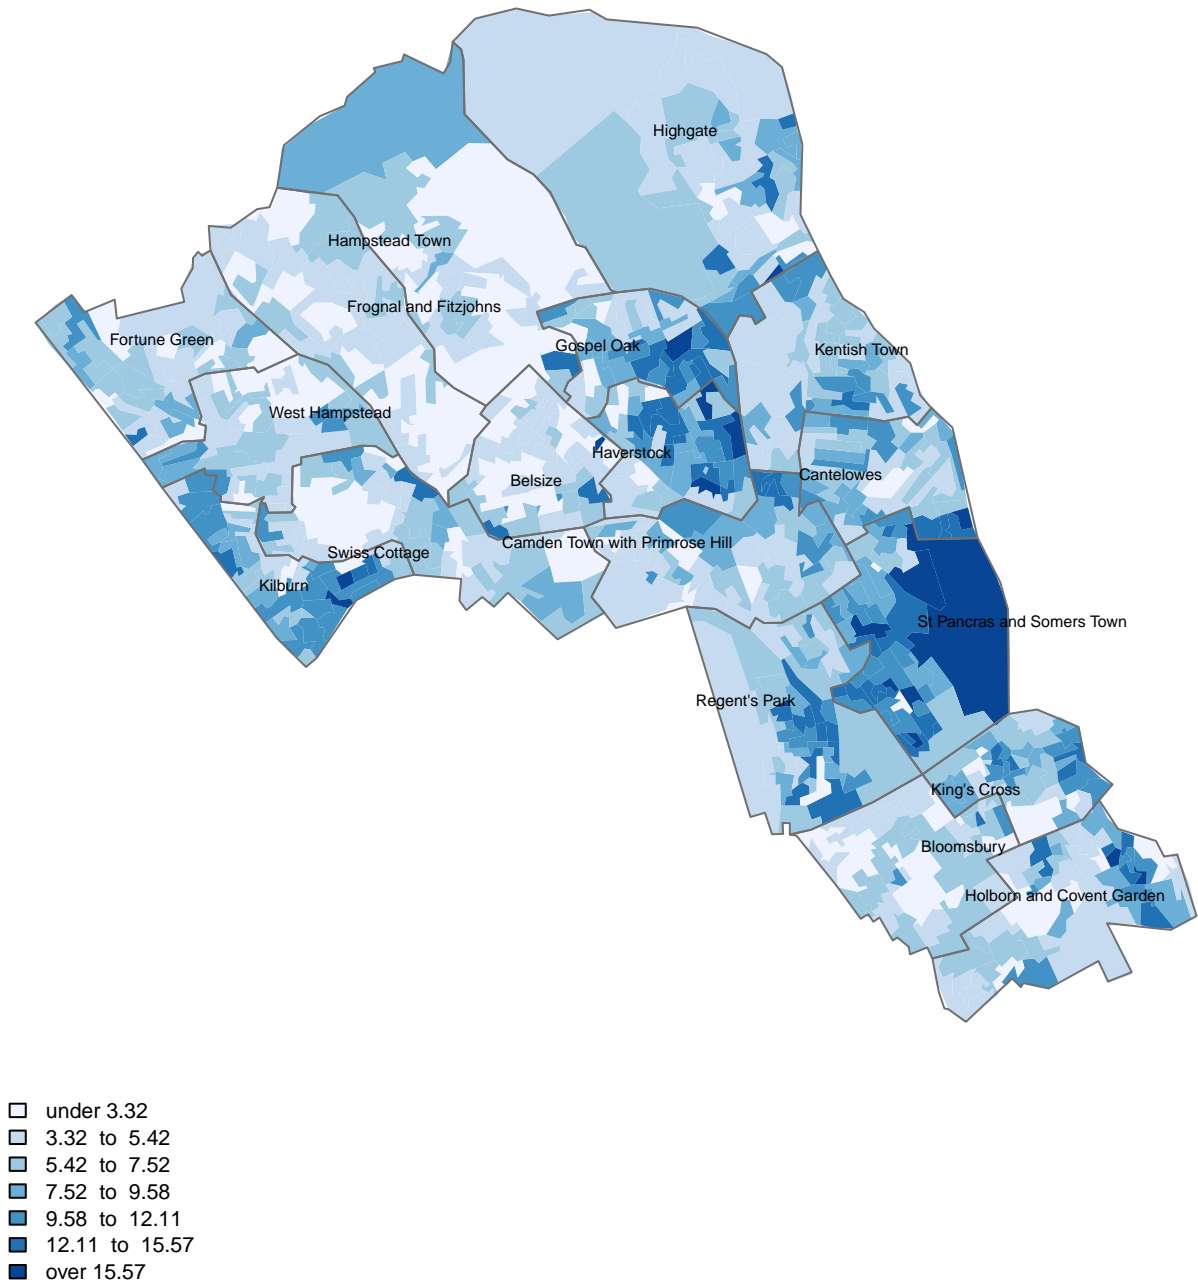 Highgate
Hampstead Town
Frognal and Fitzjohns
Fortune Green
Gospel Oak
Kentish Town
West Hampstead
Haverstock
Cantelowes
Belsize
Camden Town with Primrose Hill
Swiss Cottage
Kilburn
St Pancras and Somers Town
Regent's Park
King's Cross
Bloomsbury
Holborn and Covent Garden
under 3.32
3.32 to 5.42
5.42 to 7.52
7.52 to 9.58
9.58 to 12.11
12.11 to 15.57
over 15.57